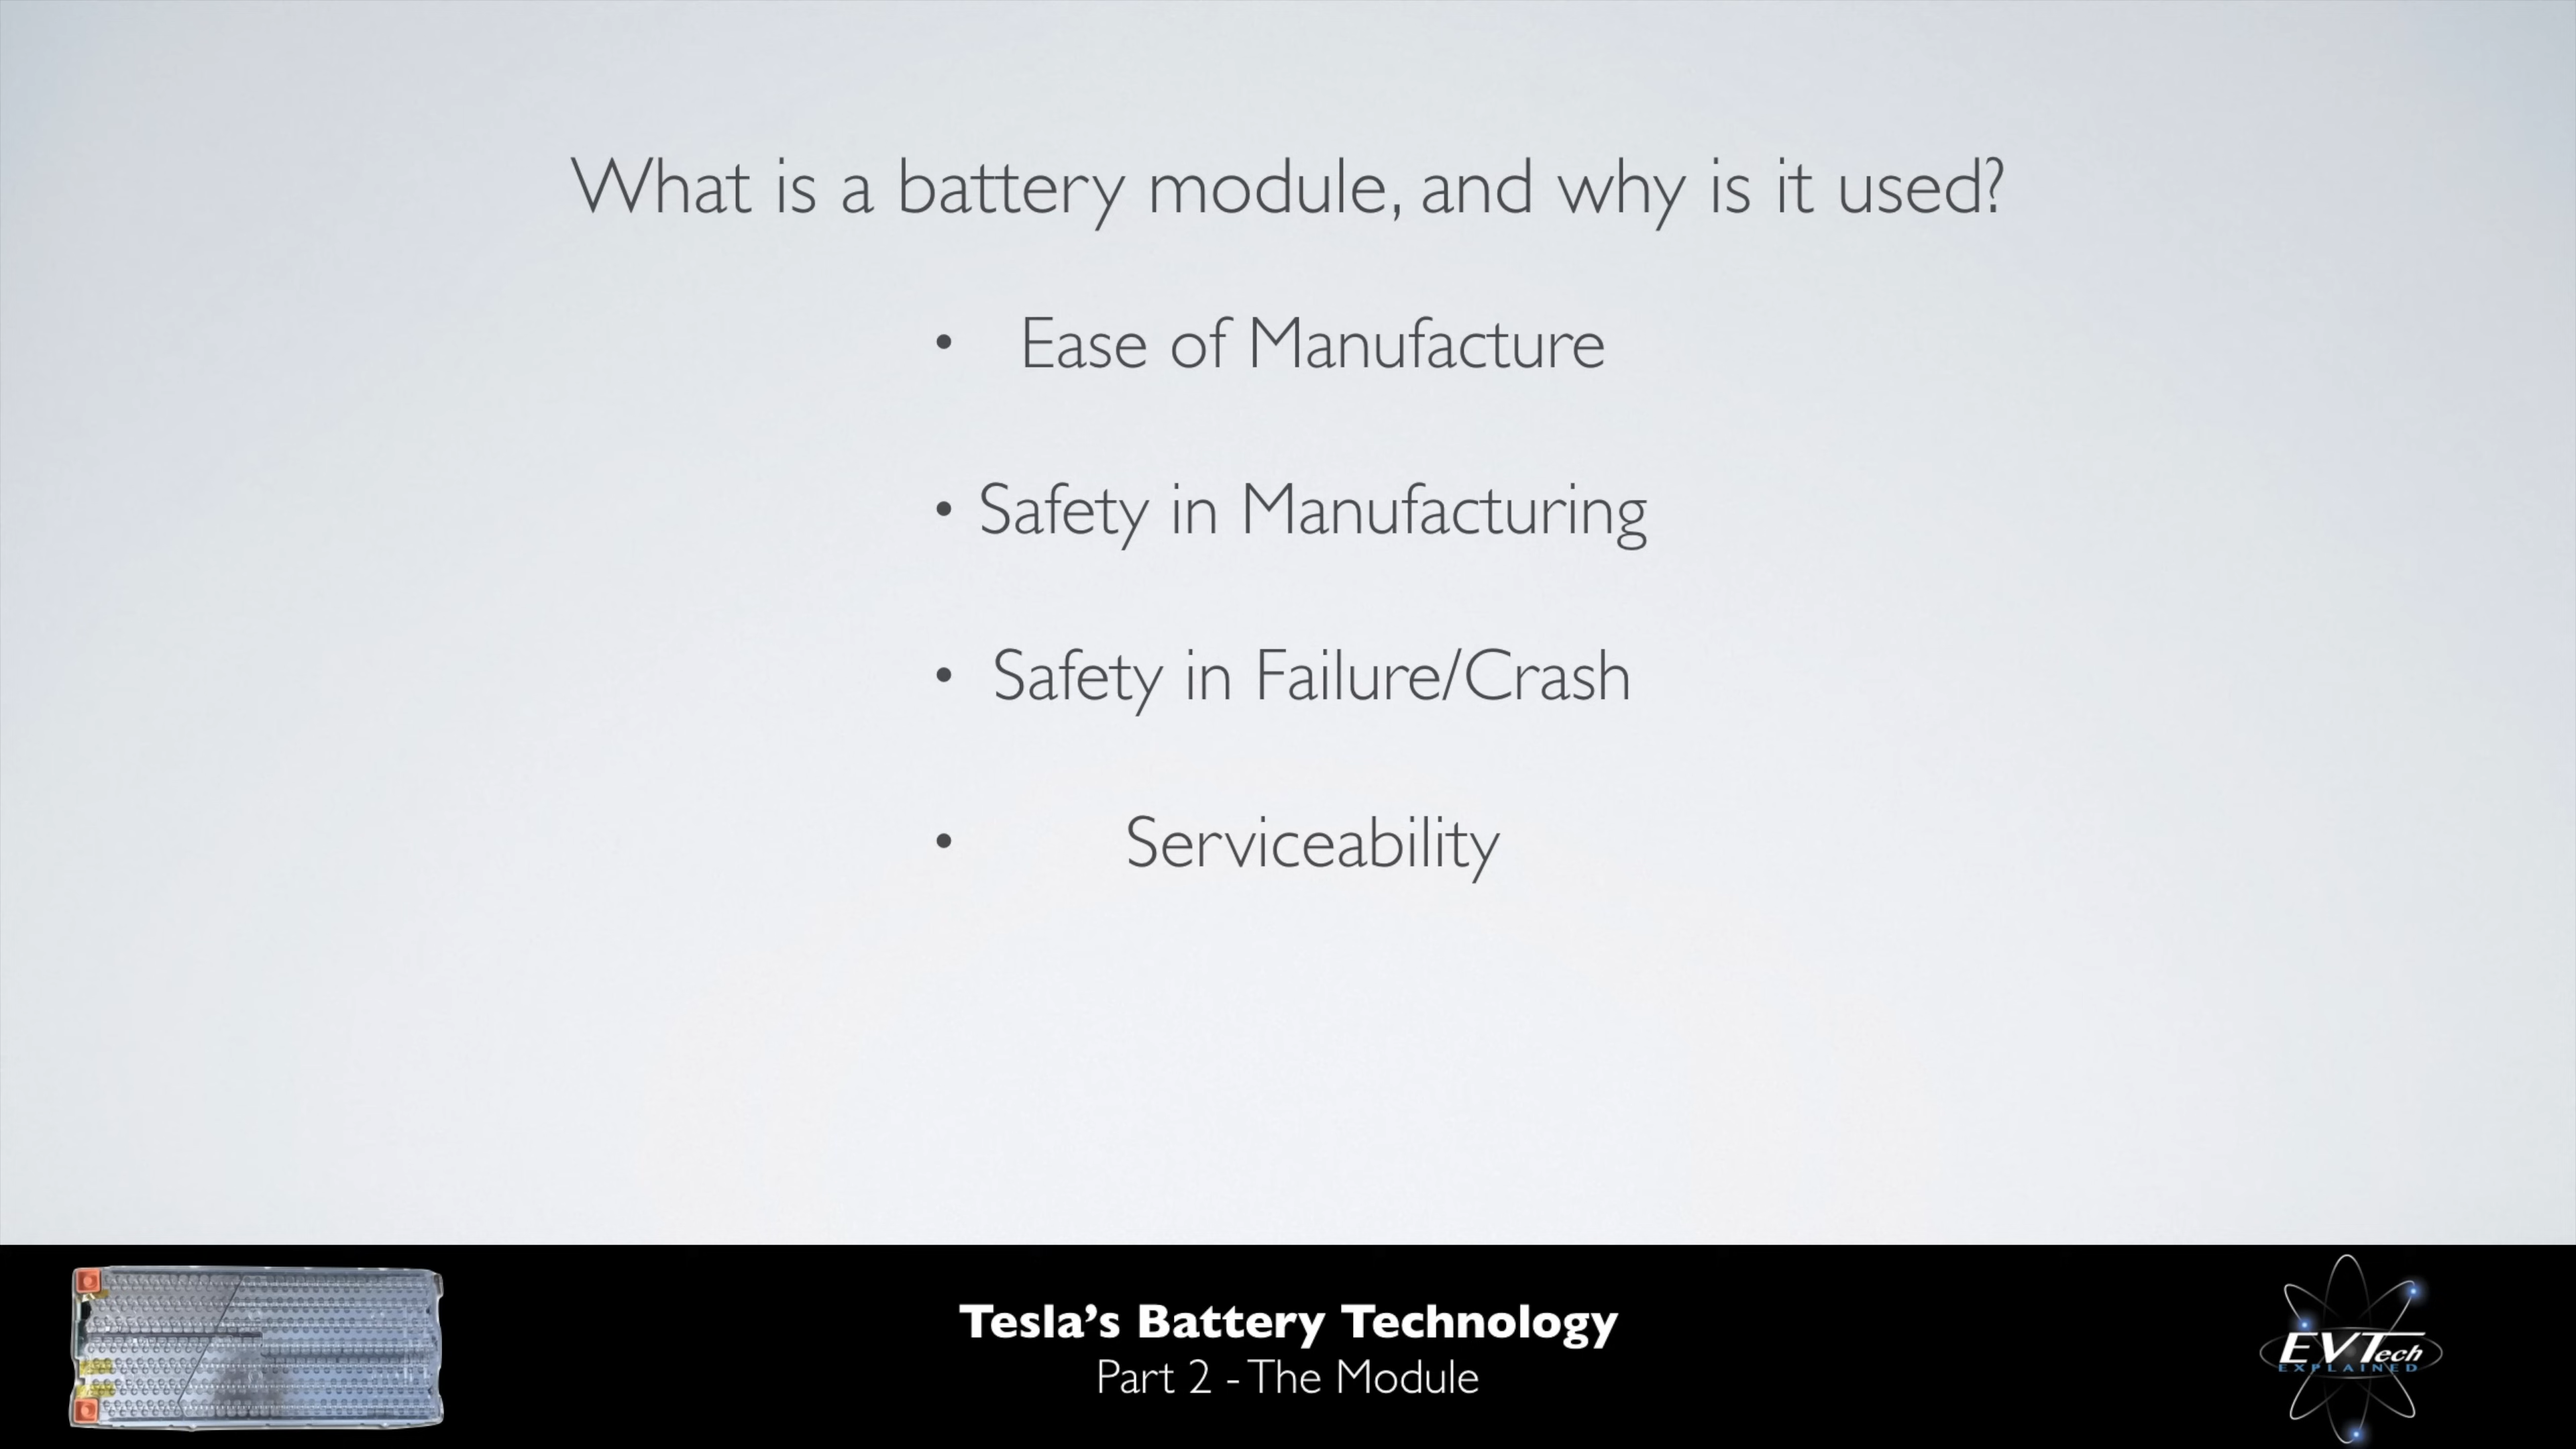 What is a battery module, and why is it used?
• Ease of Manufacture
• Safety in Manufacturing
• Safety in Failure/Crash
• Serviceability
Tesla’s Battery Technology
Part 2 - The Module
EVTech
EXPLAINED